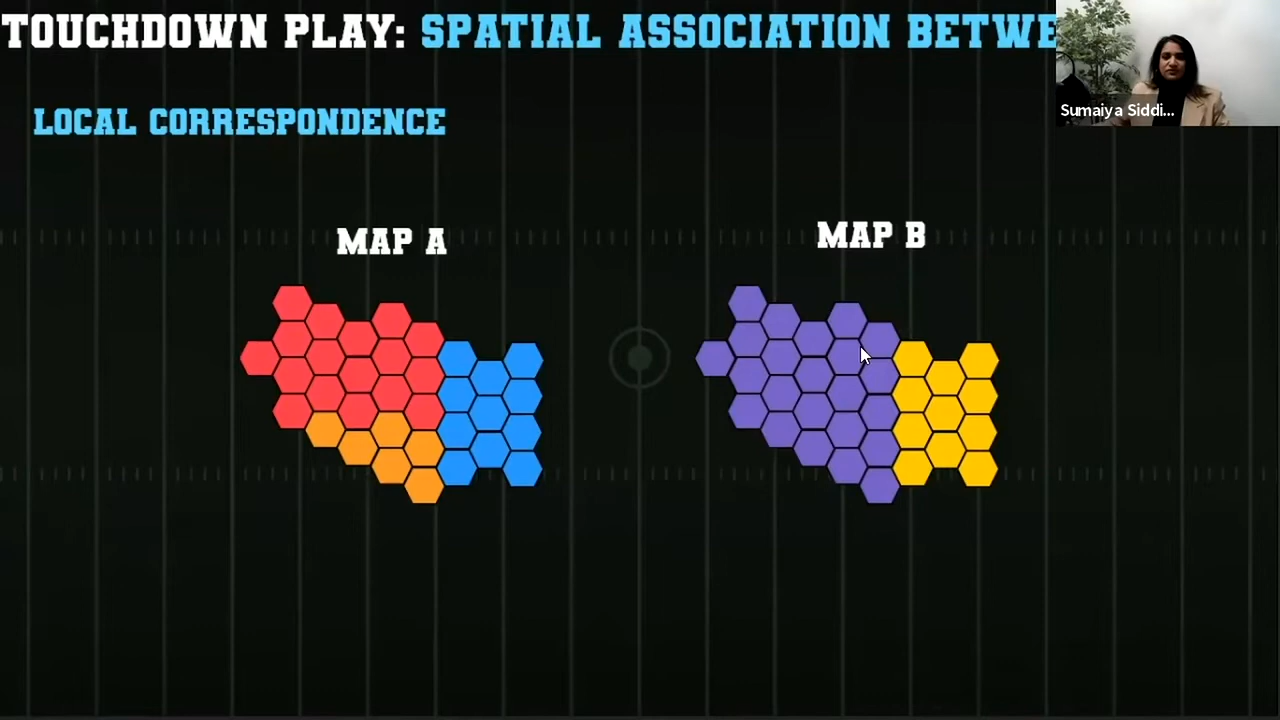 TOUCHDOWN PLAY: SPATIAL ASSOCIATION BETWE
Sumaiya Siddi...
LOCAL CORRESPONDENCE
MAP A
MAP B